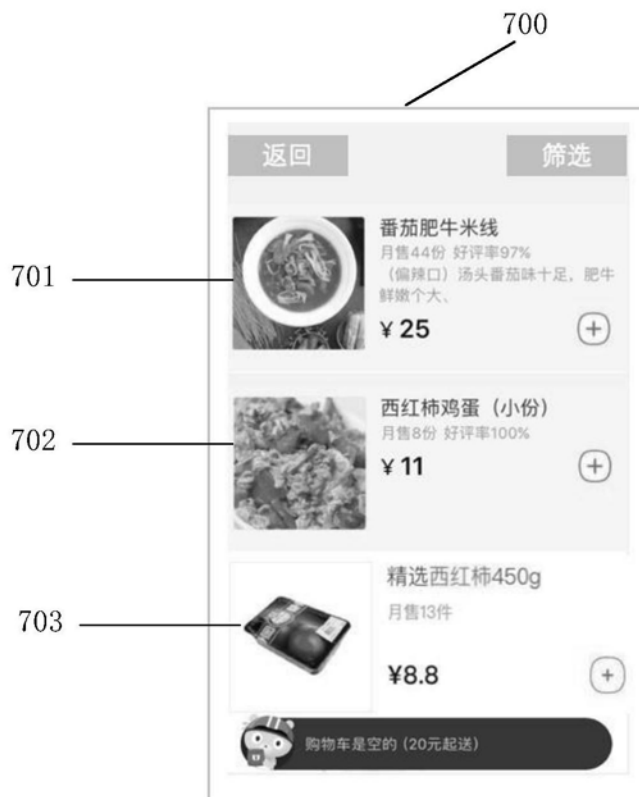 700
返回 筛选
番茄肥牛米线
月售44份 好评率97%
（偏辣口）汤头番茄味十足，肥牛
鲜嫩个大、
¥ 25
701
西红柿鸡蛋（小份）
月售8份 好评率100%
¥ 11
702
精选西红柿450g
月售13件
¥8.8
703
购物车是空的 (20元起送)